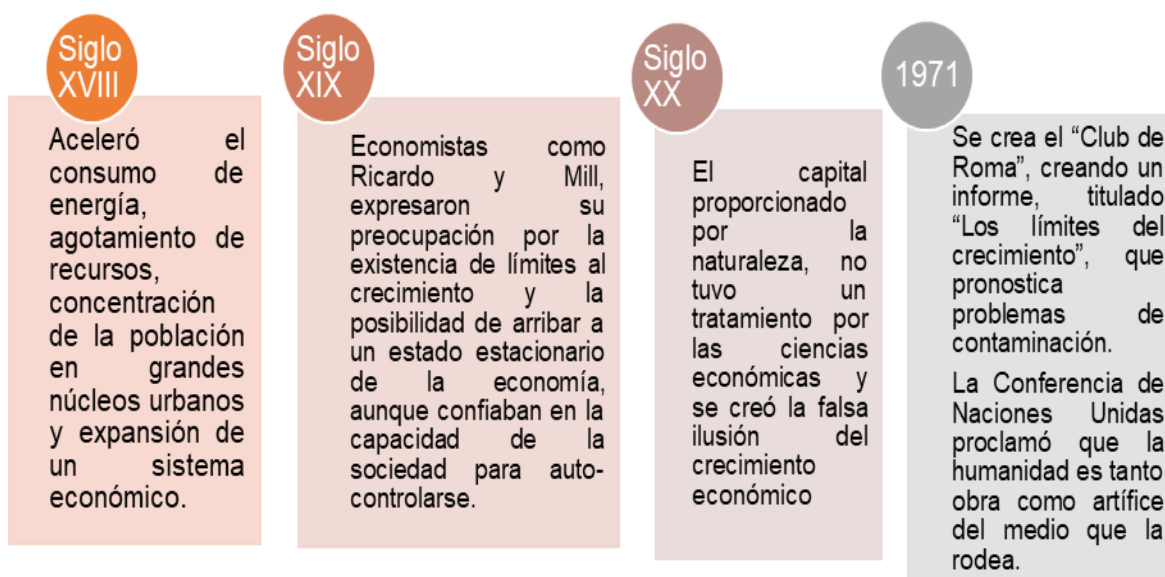 Siglo
XVIII
Aceleró el
consumo de
energía,
agotamiento de
recursos,
concentración
de la población
en grandes
núcleos urbanos
y expansión de
un sistema
económico.
Siglo
XIX
Economistas como
Ricardo y Mill,
expresaron su
preocupación por la
existencia de límites al
crecimiento y la
posibilidad de arribar a
un estado estacionario
de la economía,
aunque confiaban en la
capacidad de la
sociedad para auto-
controlarse.
Siglo
XX
El capital
proporcionado
por la
naturaleza, no
tuvo un
tratamiento por
las ciencias
económicas y
se creó la falsa
ilusión del
crecimiento
económico
1971
Se crea el “Club de
Roma”, creando un
informe, titulado
“Los límites del
crecimiento”, que
pronostica
problemas de
contaminación.
La Conferencia de
Naciones Unidas
proclamó que la
humanidad es tanto
obra como artífice
del medio que la
rodea.